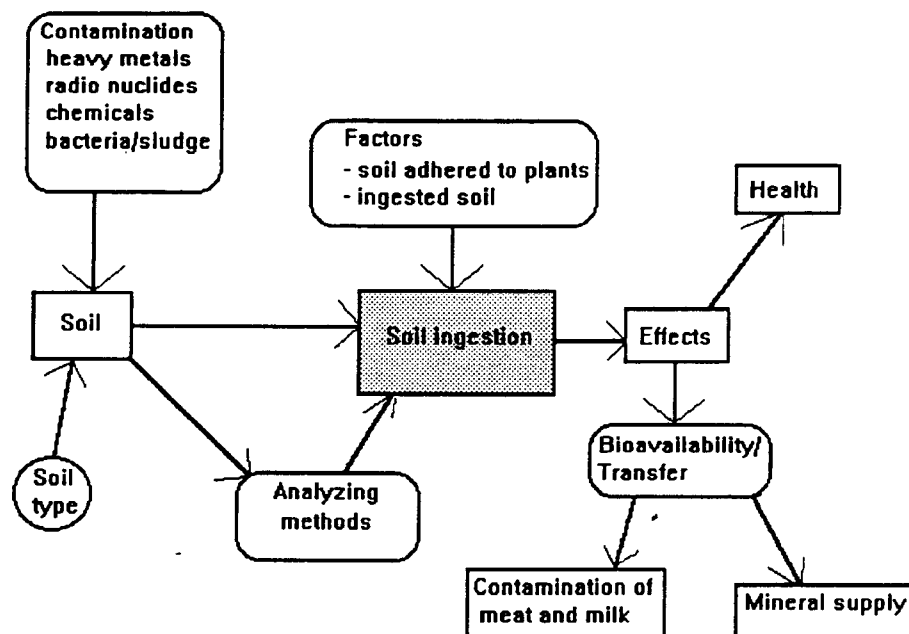 Contamination
heavy metals
radio nuclides
chemicals
bacteria/sludge
Factors
- soil adhered to plants
- ingested soil
Health
Soil
Soil ingestion
Effects
Soil
type
Analyzing
methods
Bioavailability/
Transfer
Contamination of
meat and milk
Mineral supply